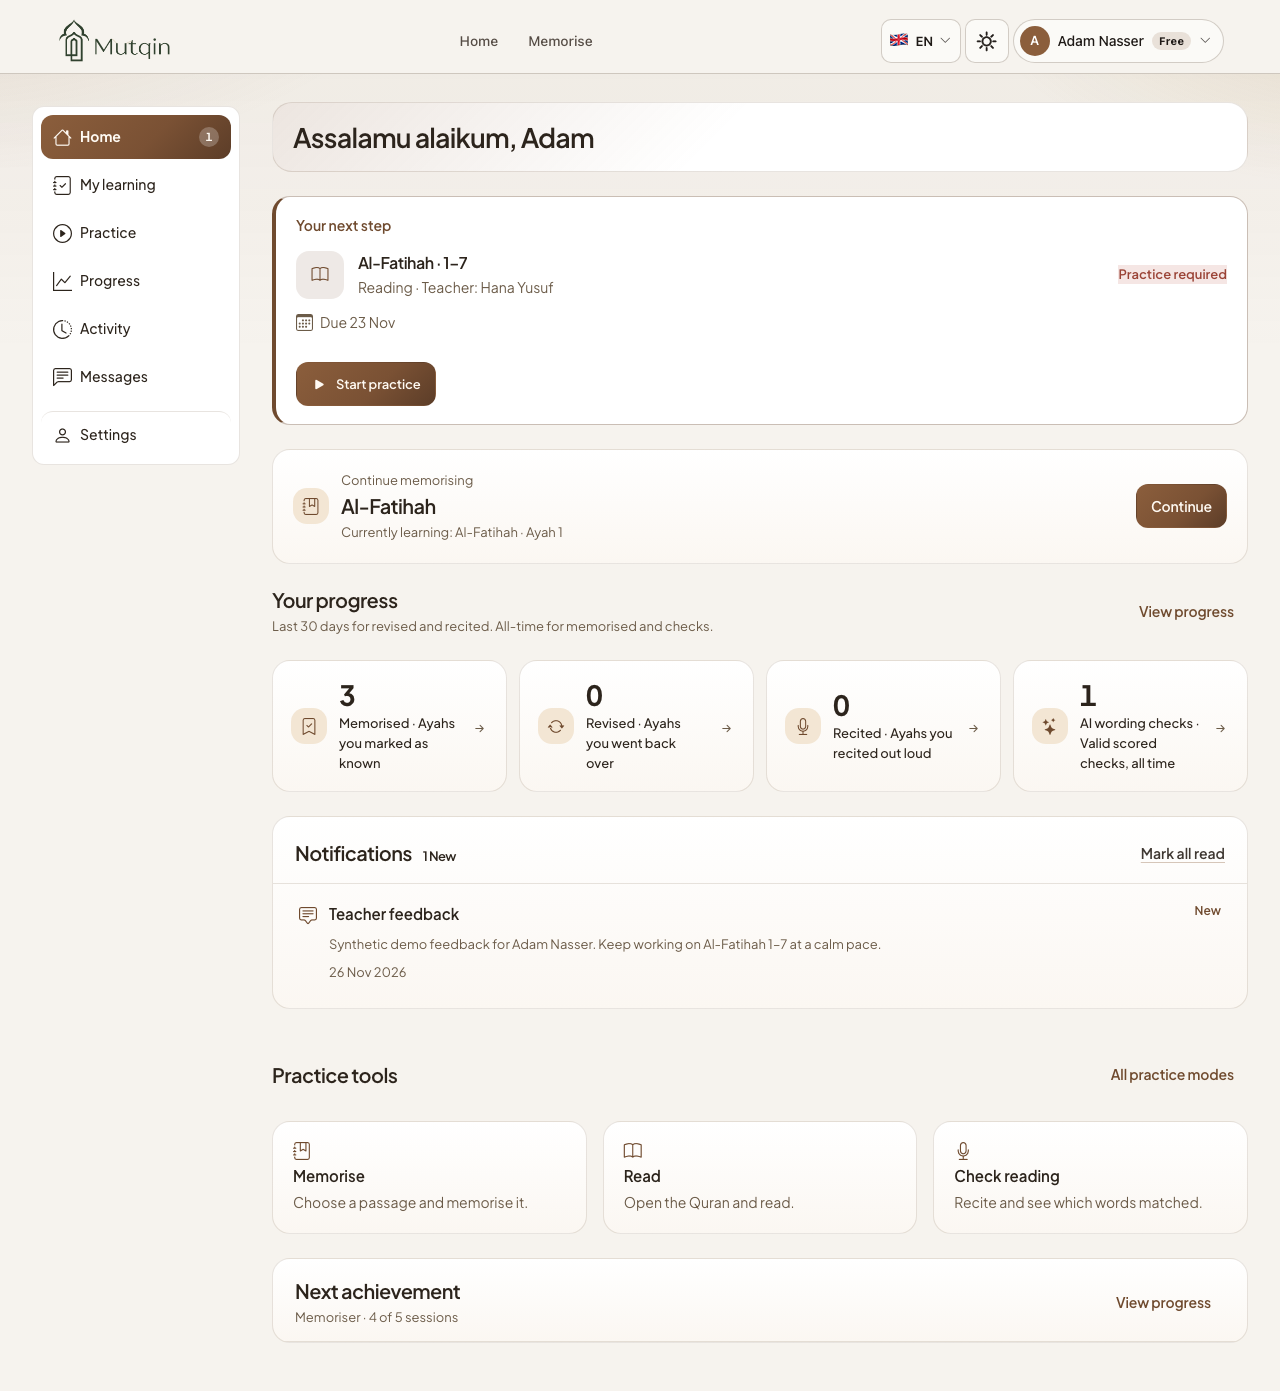 Mutqin
Home
Memorise
EN
A
Adam Nasser
Free
Home
1
My learning
Practice
Progress
Activity
Messages
Settings
Assalamu alaikum, Adam
Your next step
Al-Fatihah · 1–7
Reading · Teacher: Hana Yusuf
Practice required
Due 23 Nov
Start practice
Continue memorising
Al-Fatihah
Currently learning: Al-Fatihah · Ayah 1
Continue
Your progress
Last 30 days for revised and recited. All-time for memorised and checks.
View progress
3
Memorised · Ayahs
you marked as
known
0
Revised · Ayahs
you went back
over
0
Recited · Ayahs you
recited out loud
1
AI wording checks ·
Valid scored
checks, all time
Notifications 1 New
Mark all read
Teacher feedback
New
Synthetic demo feedback for Adam Nasser. Keep working on Al-Fatihah 1–7 at a calm pace.
26 Nov 2026
Practice tools
All practice modes
Memorise
Choose a passage and memorise it.
Read
Open the Quran and read.
Check reading
Recite and see which words matched.
Next achievement
Memoriser · 4 of 5 sessions
View progress